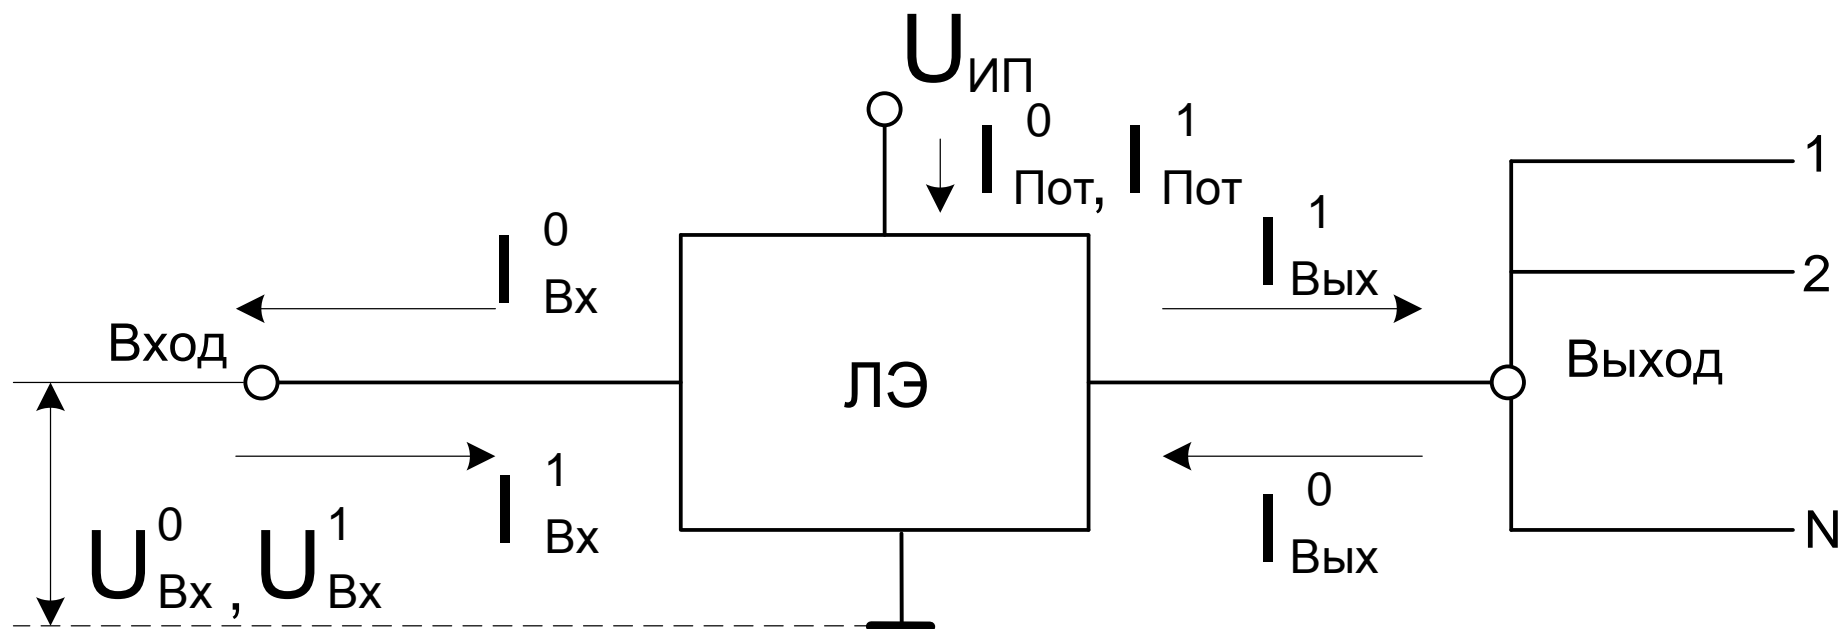 U ИП
I 0 Пот, I 1 Пот
1
I 0 Вх
I 1 Вых
2
Вход
ЛЭ
Выход
I 1 Вх
I 0 Вых
U 0 Вх , U 1 Вх
N